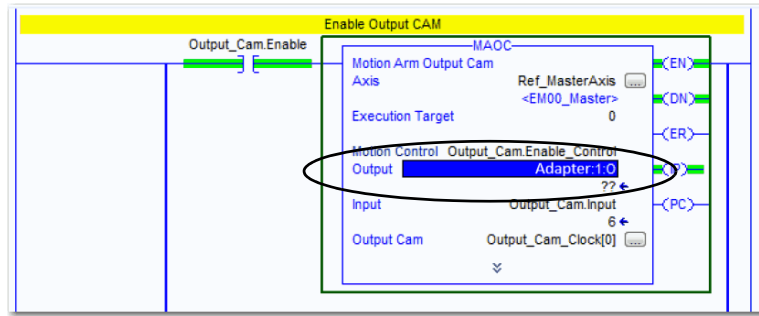 Enable Output CAM
Output_Cam.Enable
MAOC
Motion Arm Output Cam
Axis Ref_MasterAxis ...
<EM00_Master>
Execution Target 0
Motion Control Output_Cam.Enable_Control
Output Adapter:1:O
??
Input Output_Cam.Input
6
Output Cam Output_Cam_Clock[0] ...
EN
DN
ER
IP
PC